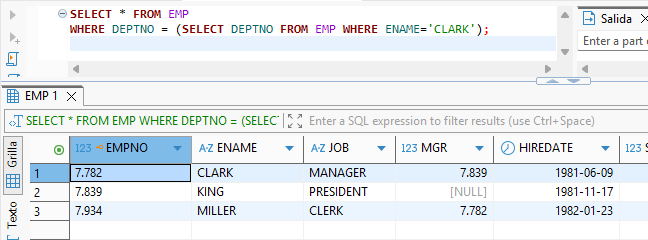 SELECT * FROM EMP
WHERE DEPTNO = (SELECT DEPTNO FROM EMP WHERE ENAME='CLARK');
Salida
Enter a part o
EMP 1
SELECT * FROM EMP WHERE DEPTNO = (SELEC Enter a SQL expression to filter results (use Ctrl+Space)
Grilla
Texto
123 EMPNO A-Z ENAME A-Z JOB 123 MGR HIREDATE 123 S
1 7.782 CLARK MANAGER 7.839 1981-06-09
2 7.839 KING PRESIDENT [NULL] 1981-11-17
3 7.934 MILLER CLERK 7.782 1982-01-23